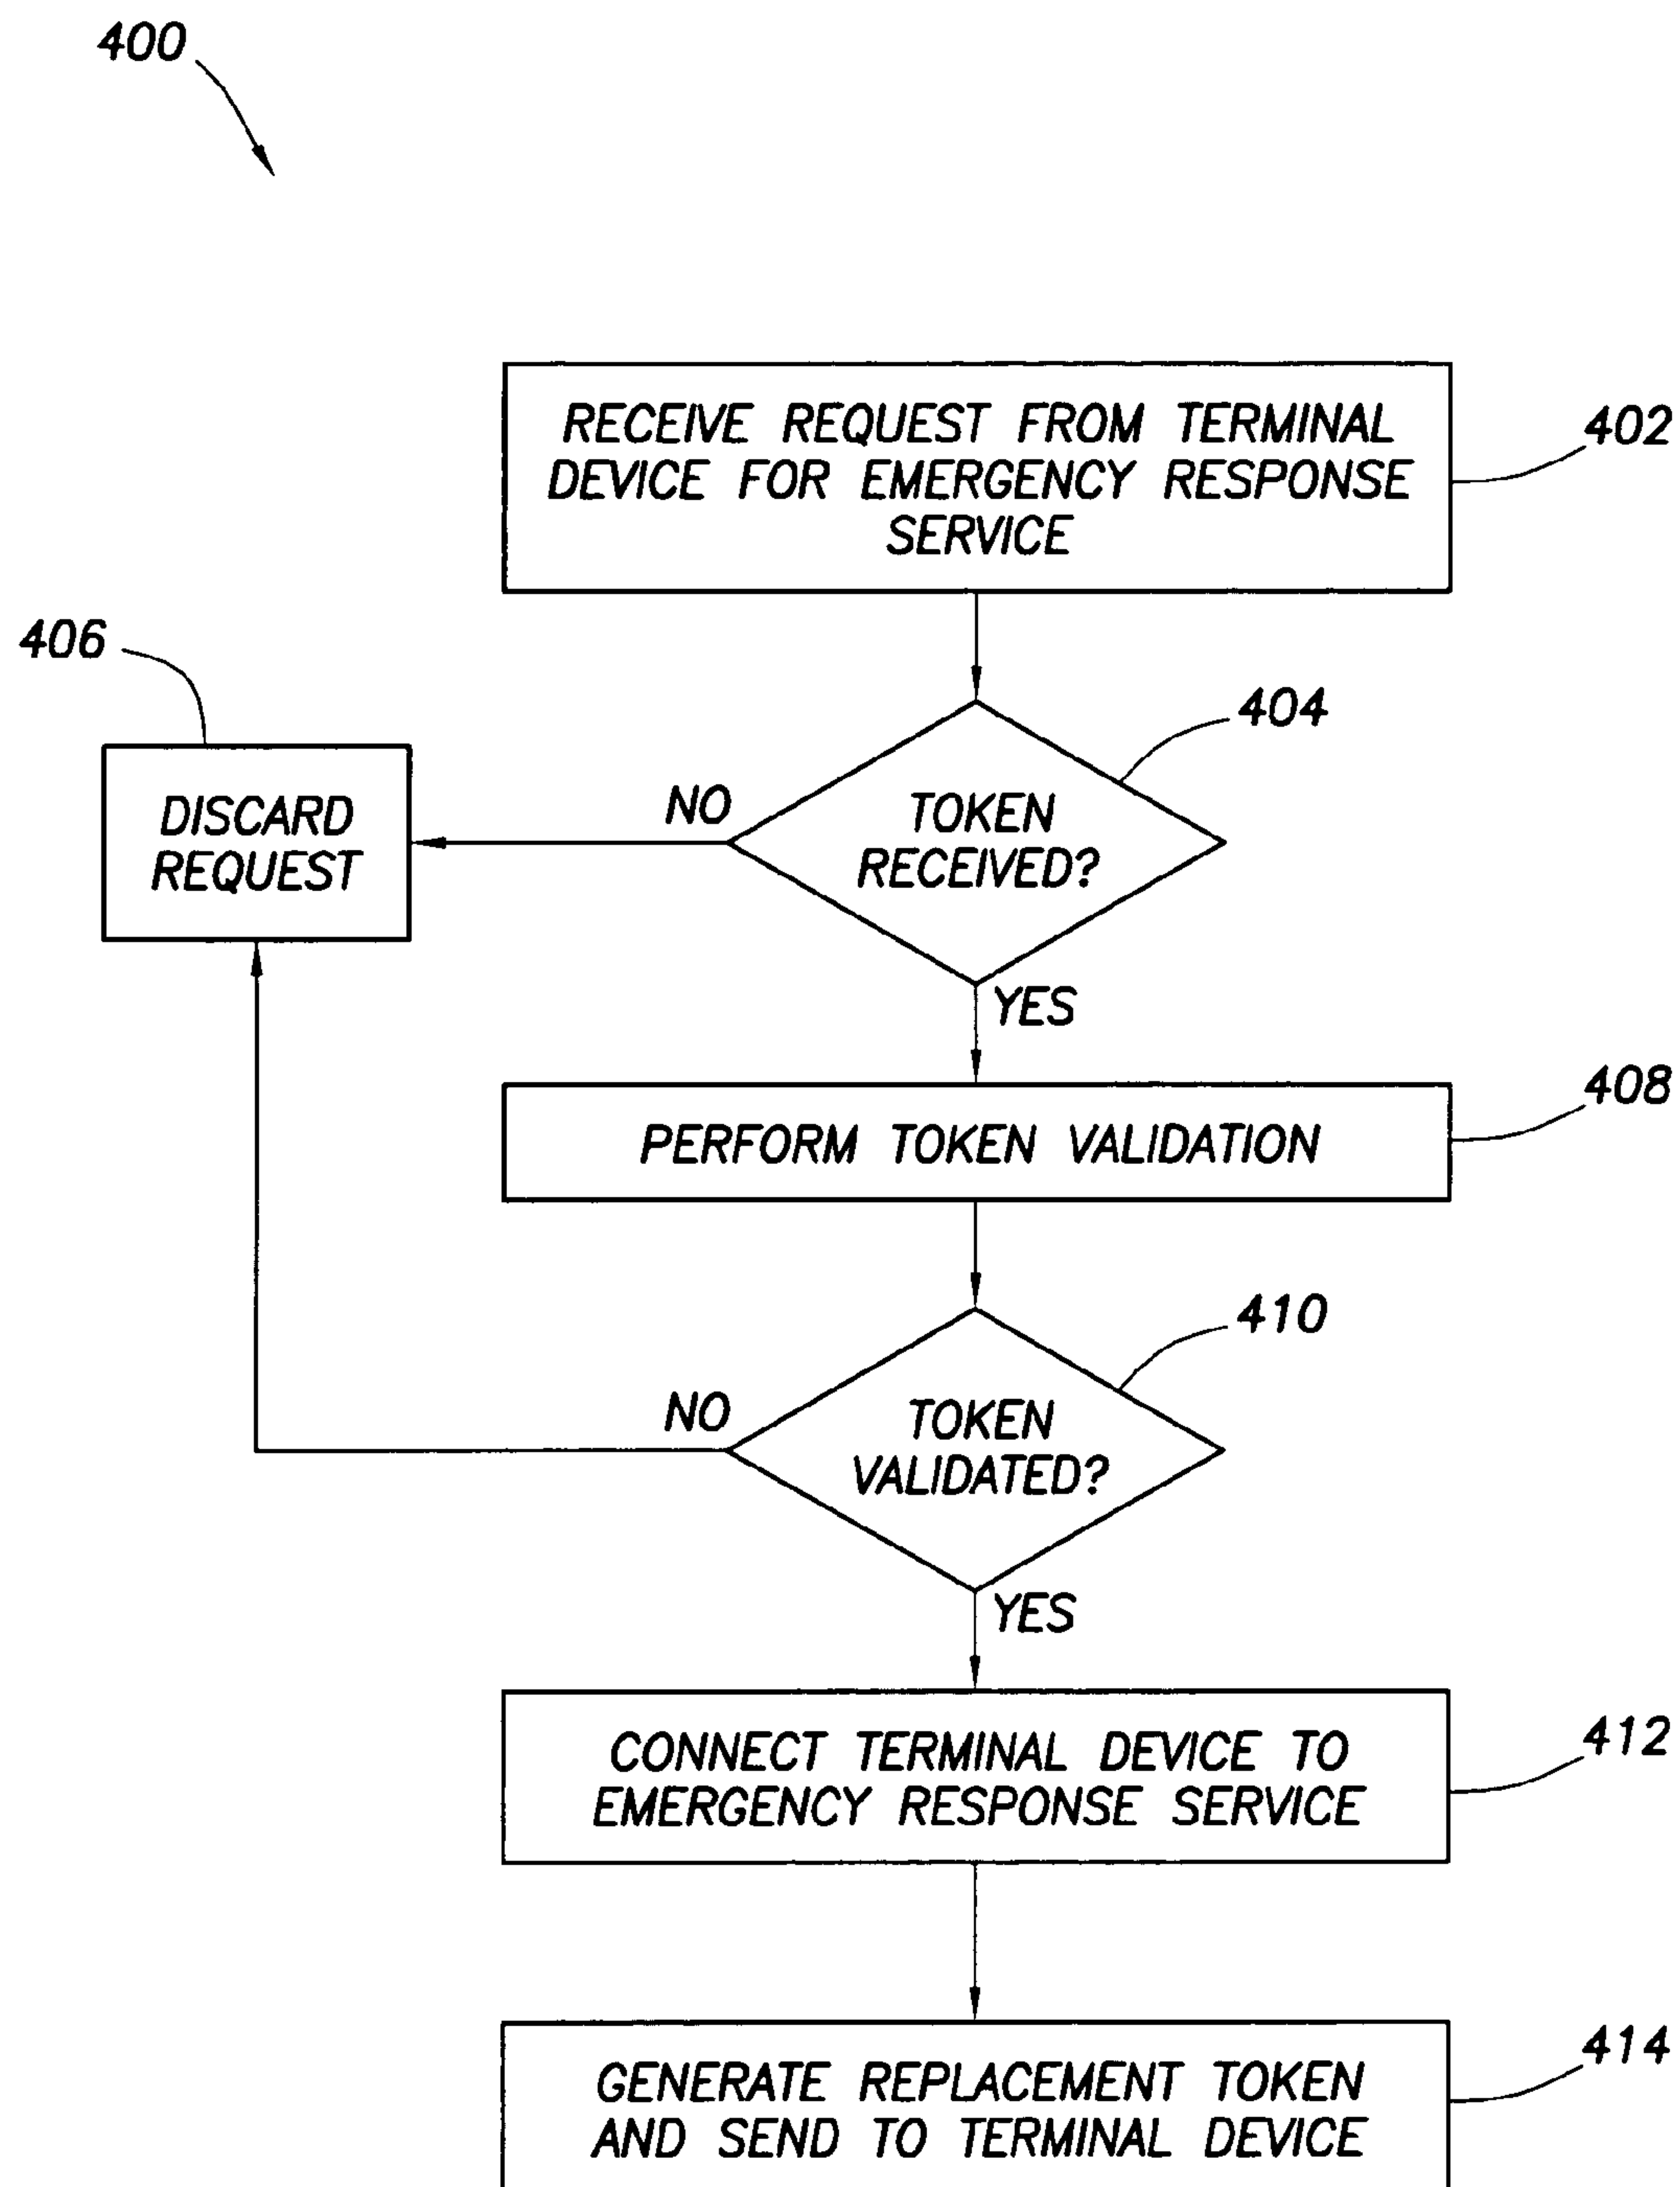 400
RECEIVE REQUEST FROM TERMINAL
DEVICE FOR EMERGENCY RESPONSE
SERVICE
402
406
404
DISCARD
REQUEST
NO
TOKEN
RECEIVED?
YES
PERFORM TOKEN VALIDATION
408
410
NO
TOKEN
VALIDATED?
YES
CONNECT TERMINAL DEVICE TO
EMERGENCY RESPONSE SERVICE
412
GENERATE REPLACEMENT TOKEN
AND SEND TO TERMINAL DEVICE
414